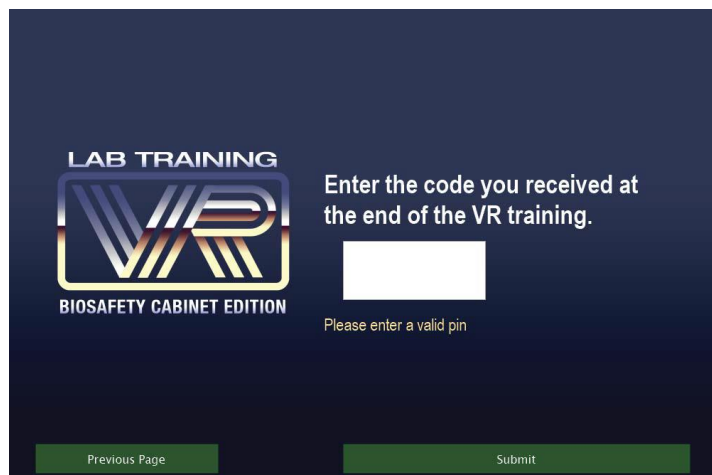 LAB TRAINING
VR
BIOSAFETY CABINET EDITION
Enter the code you received at
the end of the VR training.
Please enter a valid pin
Previous Page
Submit